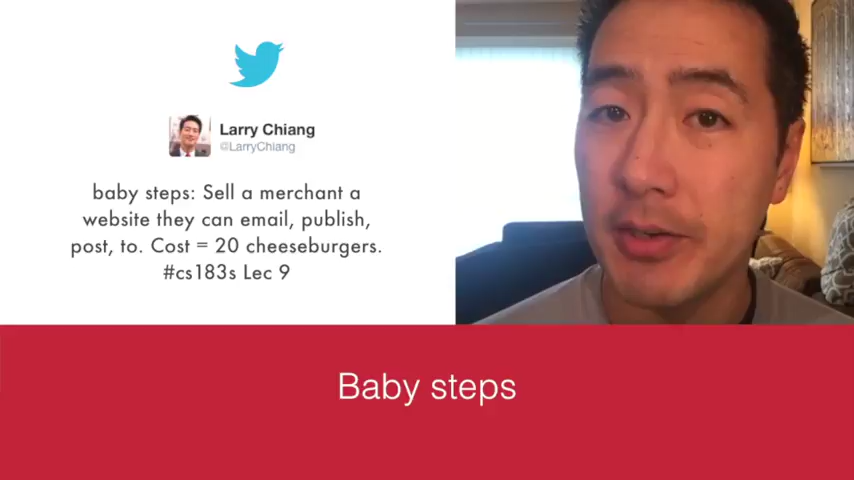 Larry Chiang
@LarryChiang
baby steps: Sell a merchant a
website they can email, publish,
post, to. Cost = 20 cheeseburgers.
#cs183s Lec 9
Baby steps